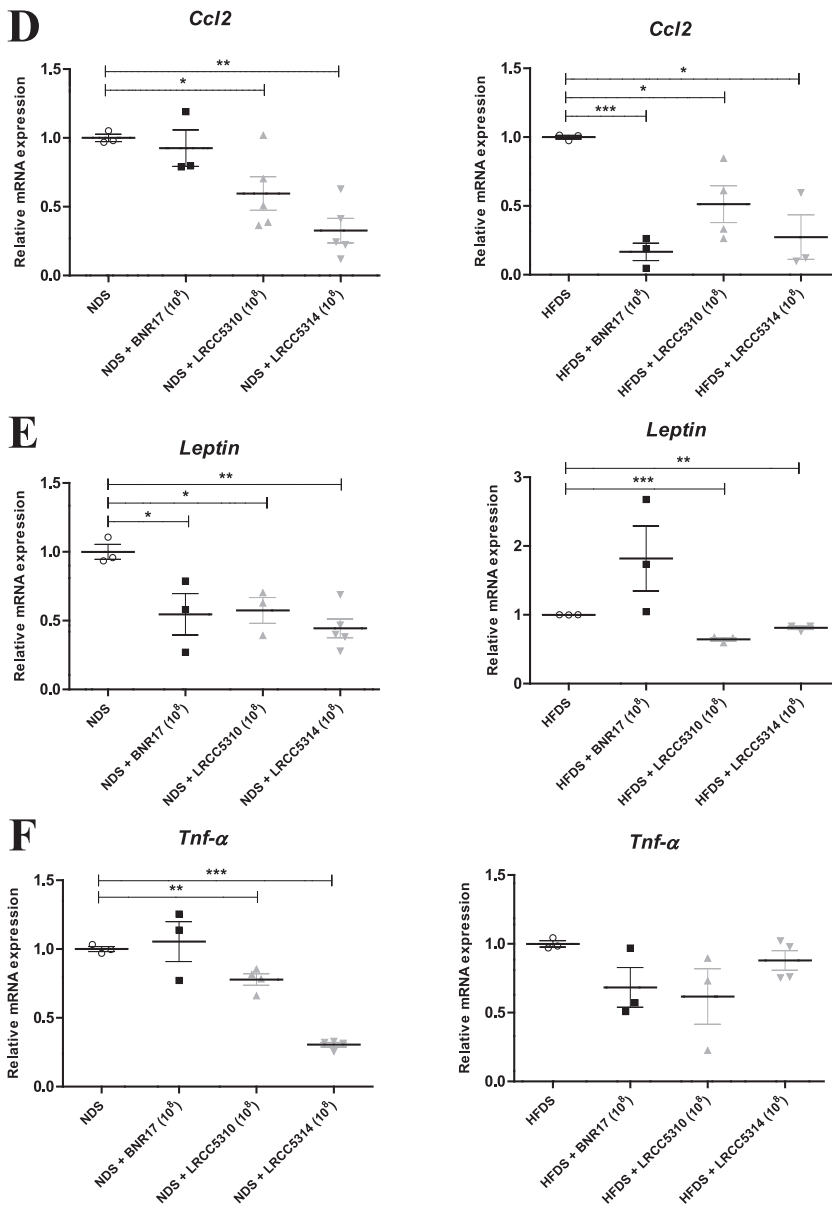 D
Ccl2
Relative mRNA expression
1.5
1.0
0.5
0.0
**
*
NDS
NDS + BNR17 (10⁸)
NDS + LRCC5310 (10⁸)
NDS + LRCC5314 (10⁸)
Ccl2
Relative mRNA expression
1.5
1.0
0.5
0.0
*
*
***
HFDS
HFDS + BNR17 (10⁸)
HFDS + LRCC5310 (10⁸)
HFDS + LRCC5314 (10⁸)
E
Leptin
Relative mRNA expression
1.5
1.0
0.5
0.0
**
*
*
NDS
NDS + BNR17 (10⁸)
NDS + LRCC5310 (10⁸)
NDS + LRCC5314 (10⁸)
Leptin
Relative mRNA expression
3
2
1
0
**
***
HFDS
HFDS + BNR17 (10⁸)
HFDS + LRCC5310 (10⁸)
HFDS + LRCC5314 (10⁸)
F
Tnf-α
Relative mRNA expression
1.5
1.0
0.5
0.0
***
**
NDS
NDS + BNR17 (10⁸)
NDS + LRCC5310 (10⁸)
NDS + LRCC5314 (10⁸)
Tnf-α
Relative mRNA expression
1.5
1.0
0.5
0.0
HFDS
HFDS + BNR17 (10⁸)
HFDS + LRCC5310 (10⁸)
HFDS + LRCC5314 (10⁸)